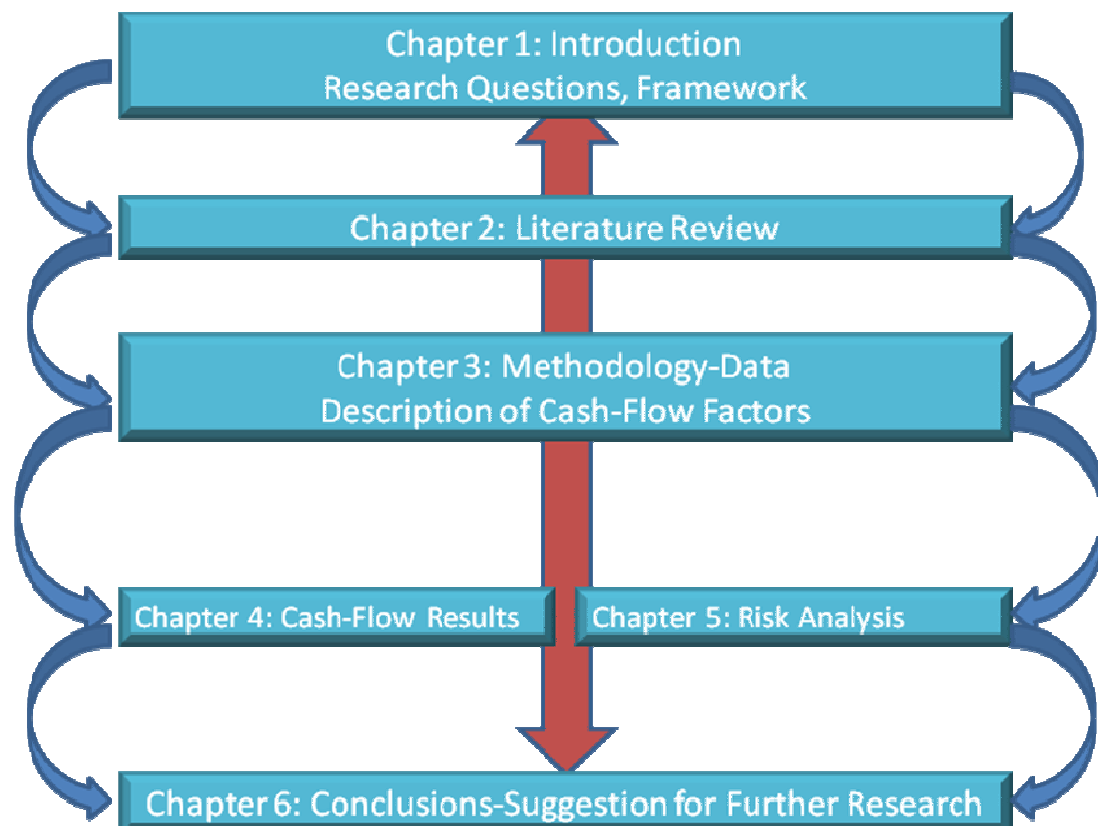 Chapter 1: Introduction
Research Questions, Framework
Chapter 2: Literature Review
Chapter 3: Methodology-Data
Description of Cash-Flow Factors
Chapter 4: Cash-Flow Results
Chapter 5: Risk Analysis
Chapter 6: Conclusions-Suggestion for Further Research